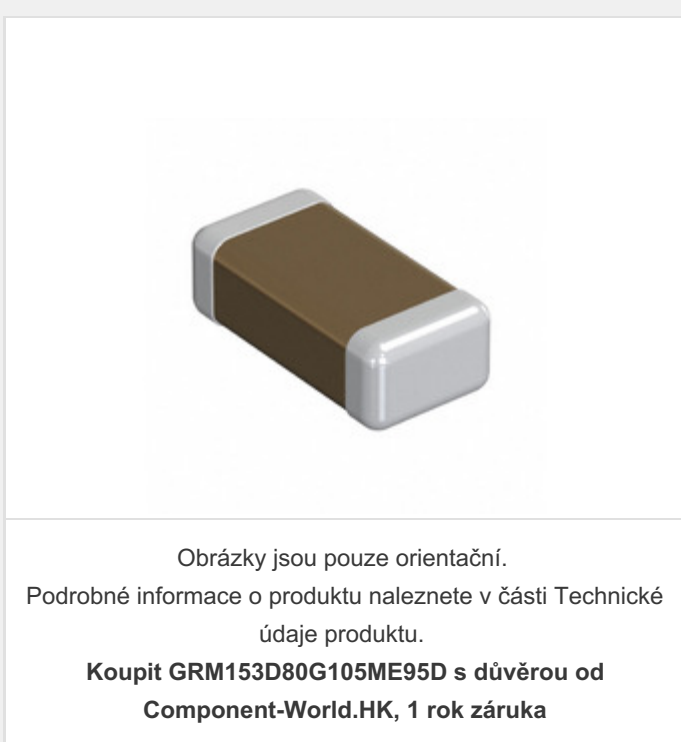 Obrázky jsou pouze orientační.
Podrobné informace o produktu naleznete v části Technické
údaje produktu.
Koupit GRM153D80G105ME95D s důvěrou od
Component-World.HK, 1 rok záruka